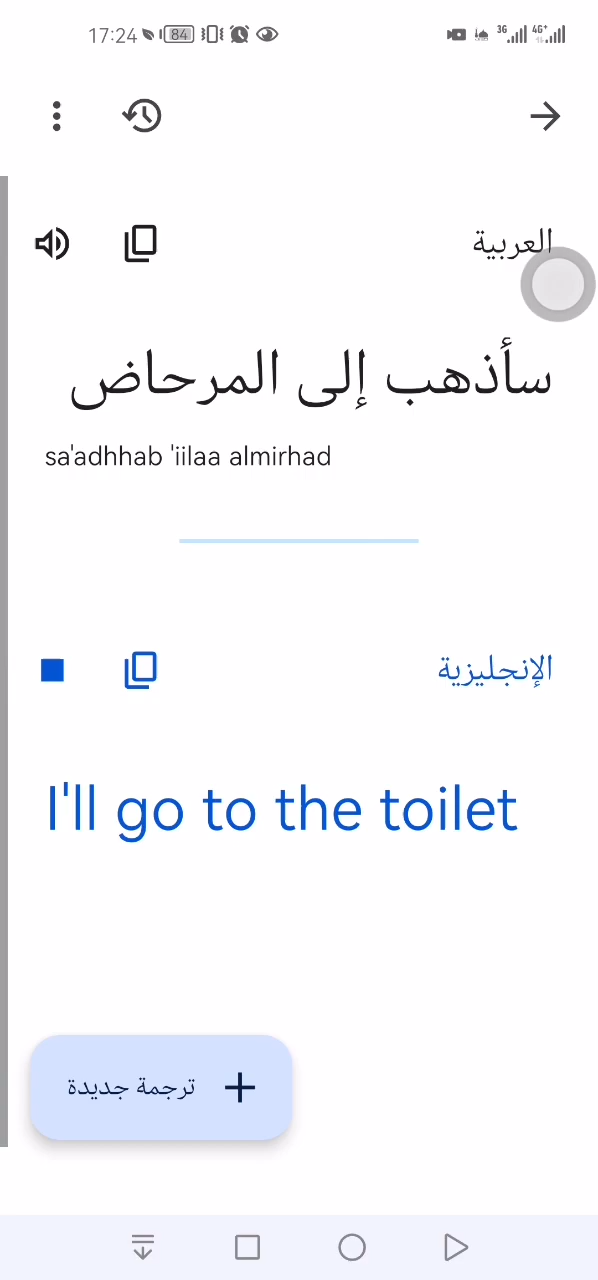 17:24 84 3G 4G+
العربية
سأذهب إلى المرحاض
sa'adhhab 'iilaa almirhad
الإنجليزية
I'll go to the toilet
ترجمة جديدة